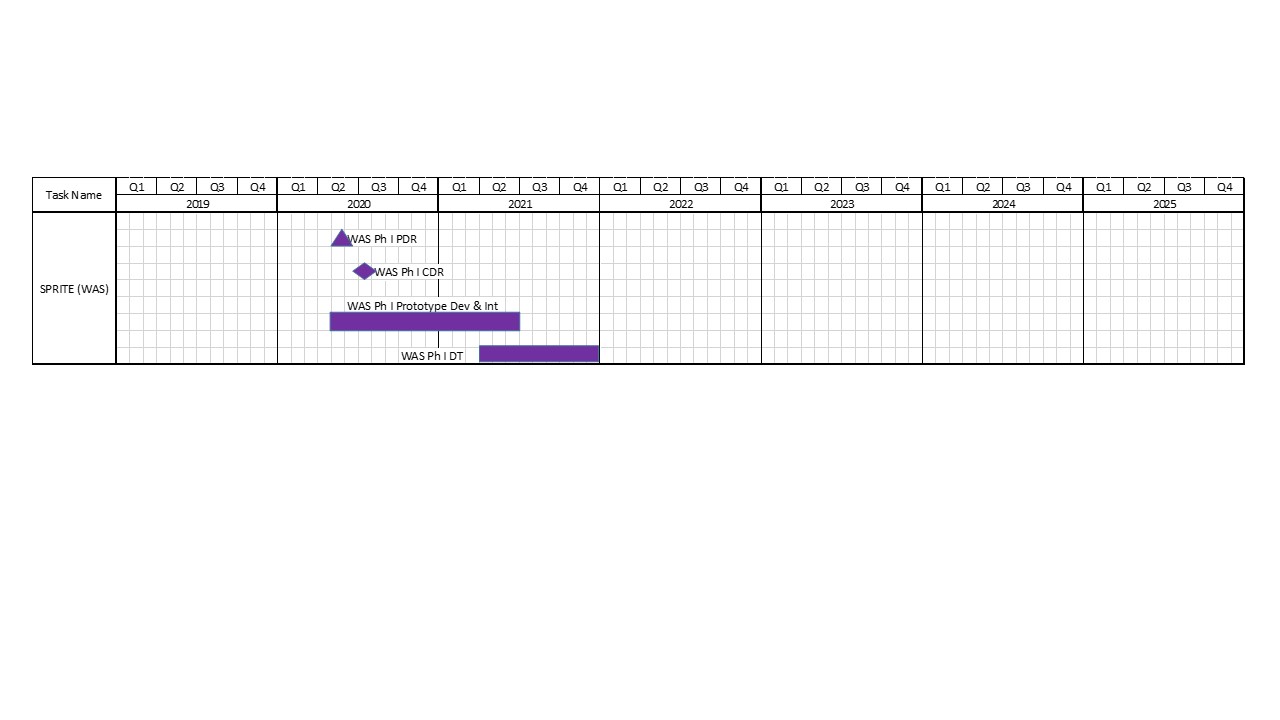 Task Name
Q1 Q2 Q3 Q4 Q1 Q2 Q3 Q4 Q1 Q2 Q3 Q4 Q1 Q2 Q3 Q4 Q1 Q2 Q3 Q4 Q1 Q2 Q3 Q4 Q1 Q2 Q3 Q4
2019 2020 2021 2022 2023 2024 2025
SPRITE (WAS)
WAS Ph I PDR
WAS Ph I CDR
WAS Ph I Prototype Dev & Int
WAS Ph I DT